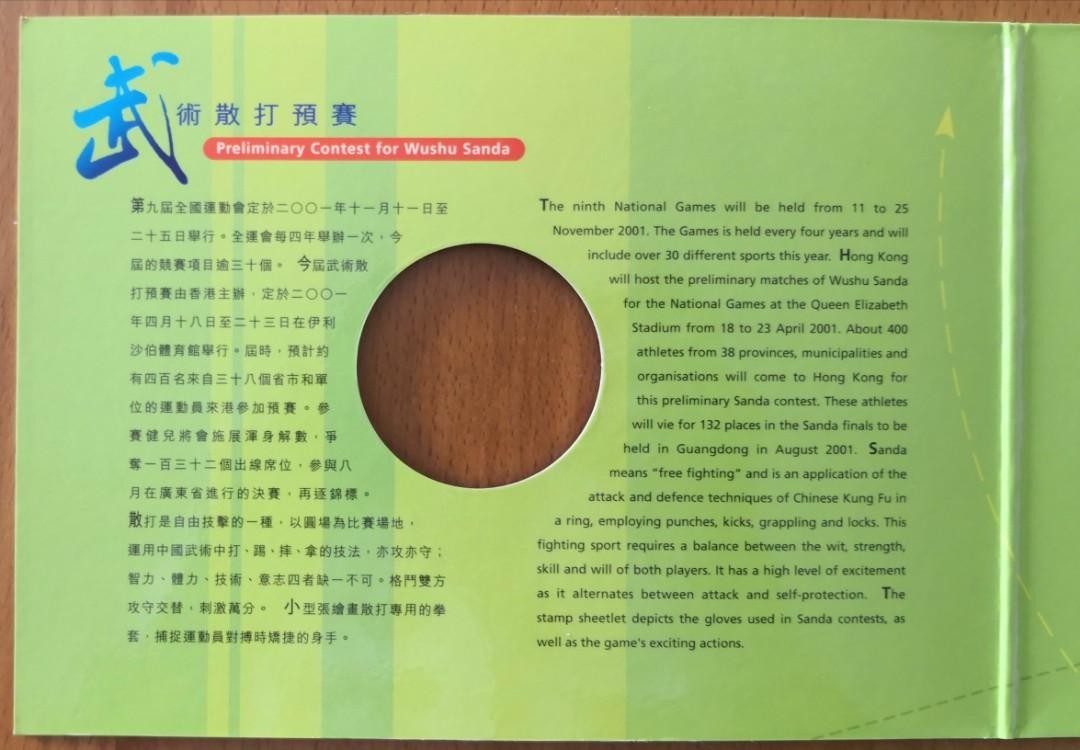 武術散打預賽
Preliminary Contest for Wushu Sanda
第九屆全國運動會定於二〇〇一年十一月十一日至
二十五日舉行。全運會每四年舉辦一次，今
屆的競賽項目逾三十個。 今屆武術散
打預賽由香港主辦，定於二〇〇一
年四月十八日至二十三日在伊利
沙伯體育館舉行。屆時，預計約
有四百名來自三十八個省市和單
位的運動員來港參加預賽。參
賽健兒將會施展渾身解數，爭
奪一百三十二個出線席位，參與八
月在廣東省進行的決賽，再逐錦標。
散打是自由技擊的一種，以圓場為比賽場地，
運用中國武術中打、踢、摔、拿的技法，亦攻亦守；
智力、體力、技術、意志四者缺一不可。格鬥雙方
攻守交替，刺激萬分。 小型張繪畫散打專用的拳
套，捕捉運動員對搏時矯捷的身手。
The ninth National Games will be held from 11 to 25
November 2001. The Games is held every four years and will
include over 30 different sports this year. Hong Kong
will host the preliminary matches of Wushu Sanda
for the National Games at the Queen Elizabeth
Stadium from 18 to 23 April 2001. About 400
athletes from 38 provinces, municipalities and
organisations will come to Hong Kong for
this preliminary Sanda contest. These athletes
will vie for 132 places in the Sanda finals to be
held in Guangdong in August 2001. Sanda
means "free fighting" and is an application of the
attack and defence techniques of Chinese Kung Fu in
a ring, employing punches, kicks, grappling and locks. This
fighting sport requires a balance between the wit, strength,
skill and will of both players. It has a high level of excitement
as it alternates between attack and self-protection. The
stamp sheetlet depicts the gloves used in Sanda contests, as
well as the game's exciting actions.